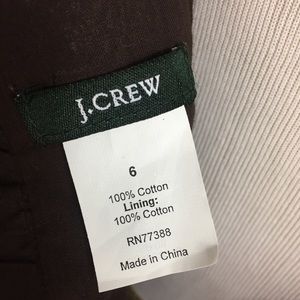 J.CREW
6
100% Cotton
Lining:
100% Cotton
RN77388
Made in China